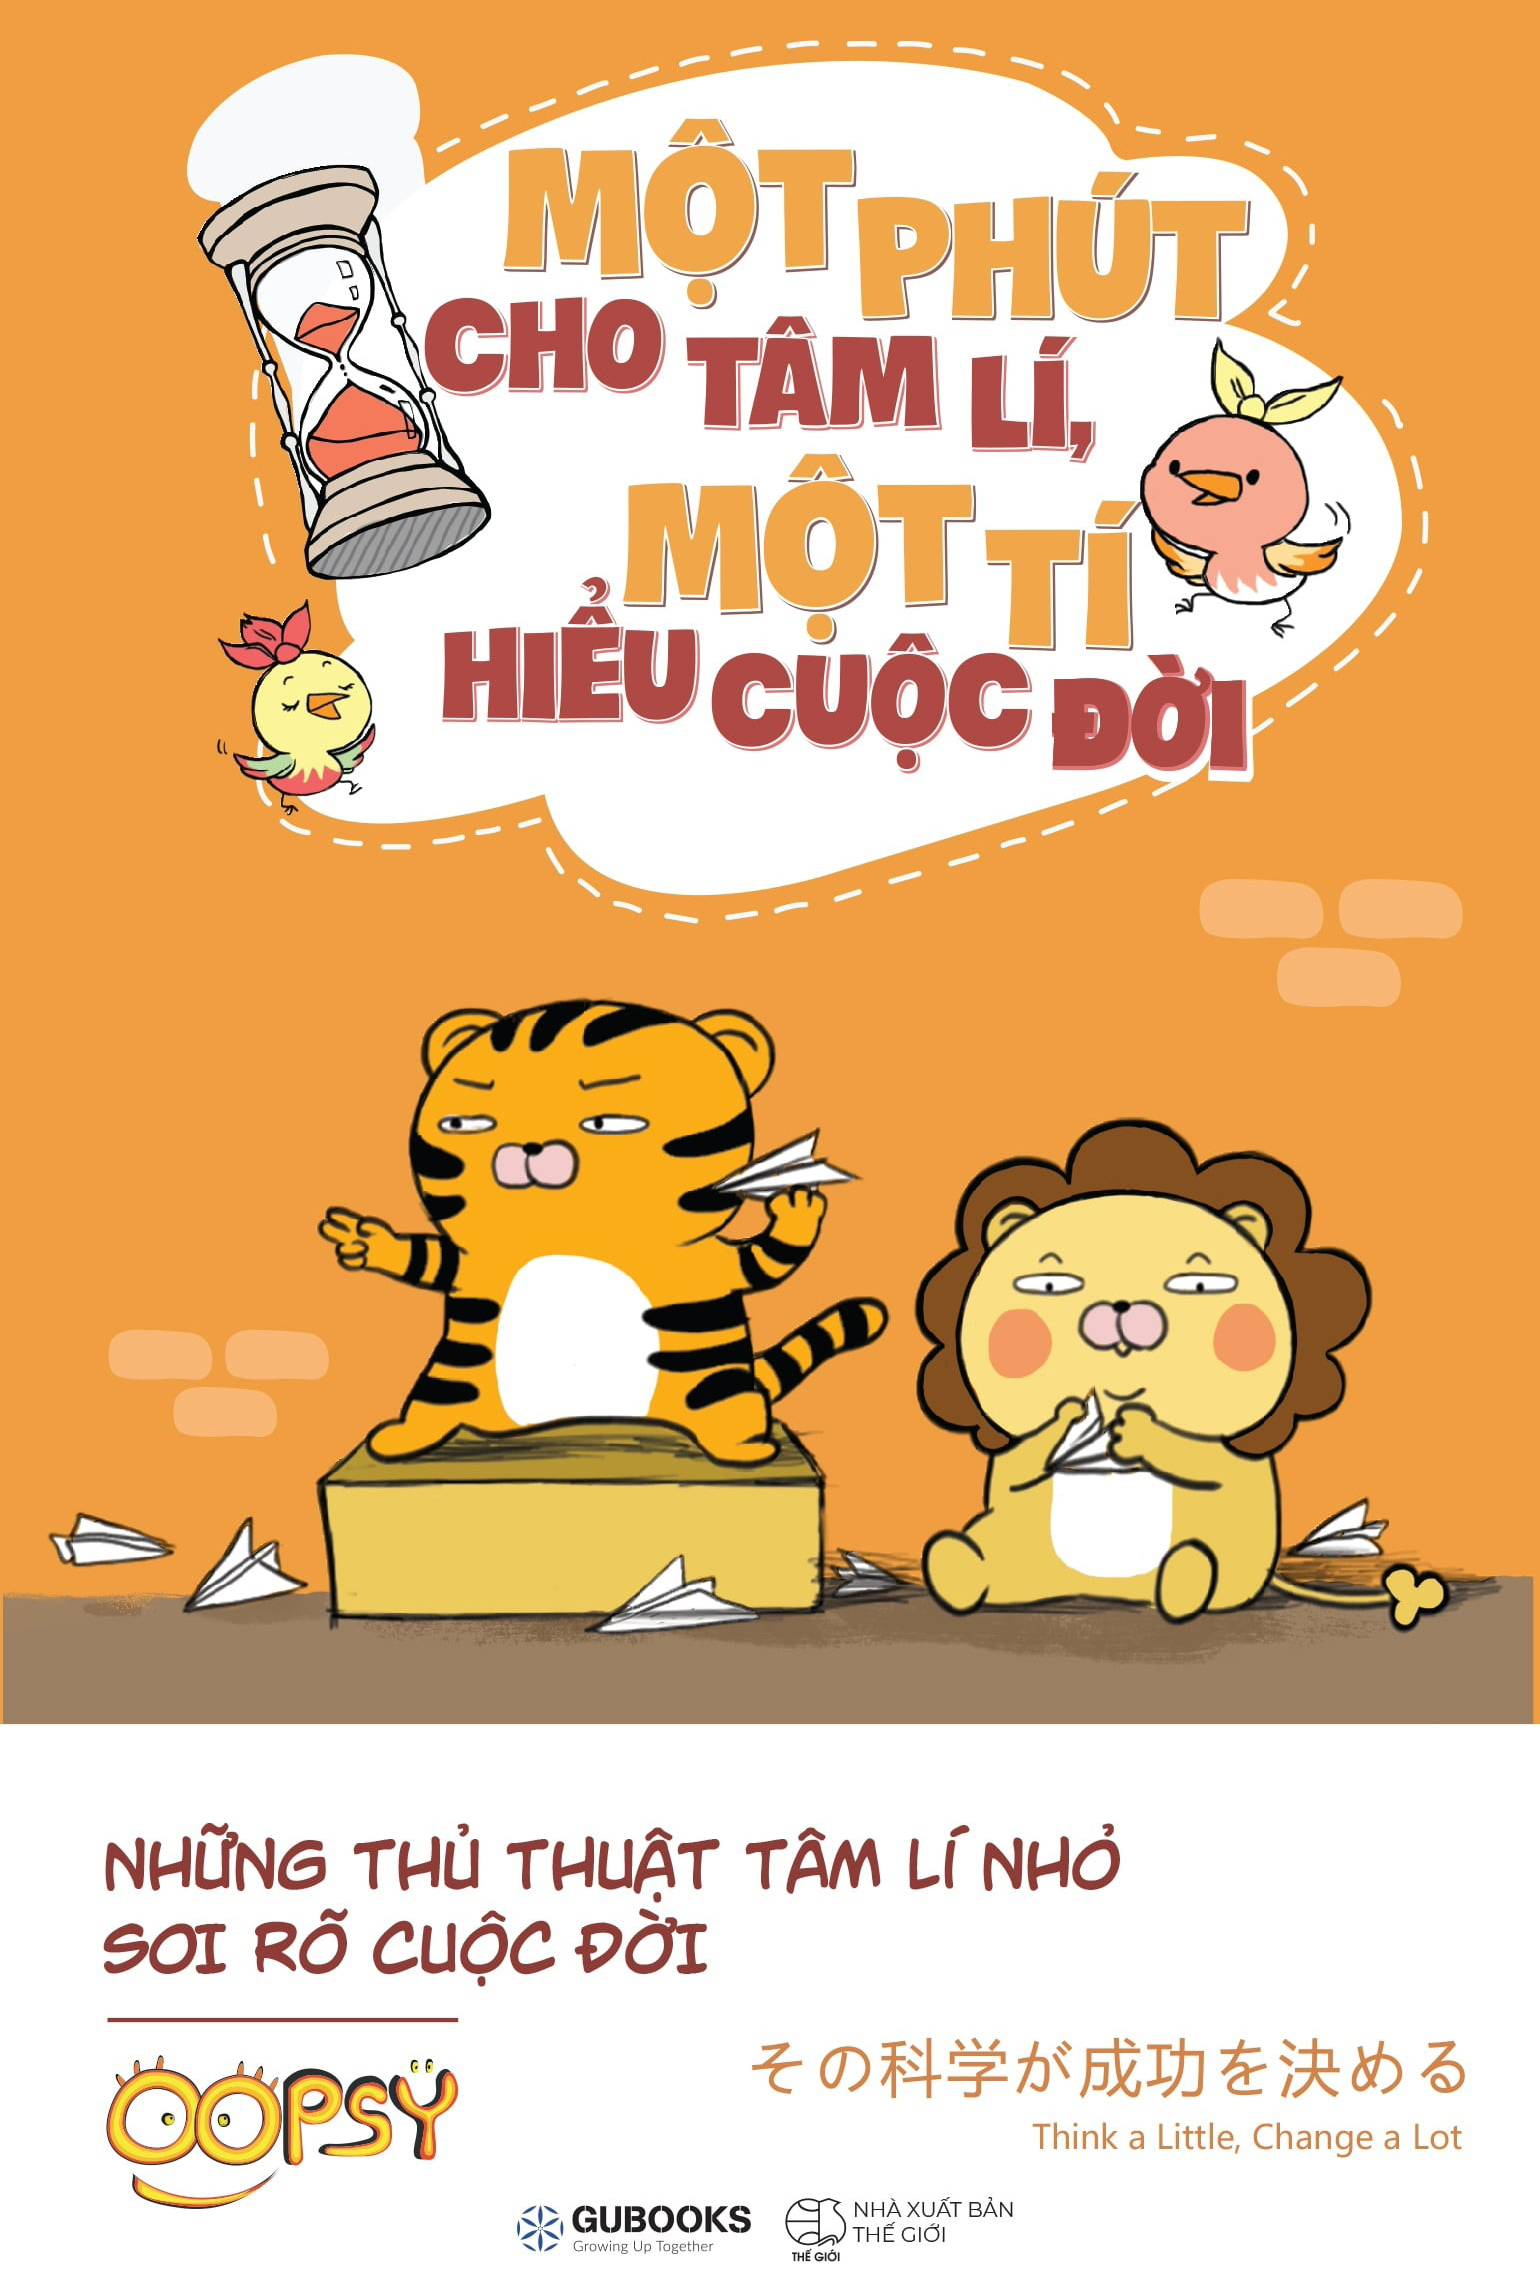 MỘT PHÚT
CHO TÂM LÍ,
MỘT TÍ
HIỂU CUỘC ĐỜI
NHỮNG THỦ THUẬT TÂM LÍ NHỎ
SOI RÕ CUỘC ĐỜI
OOPSY
その科学が成功を決める
Think a Little, Change a Lot
GUBOOKS
Growing Up Together
THẾ GIỚI
NHÀ XUẤT BẢN
THẾ GIỚI